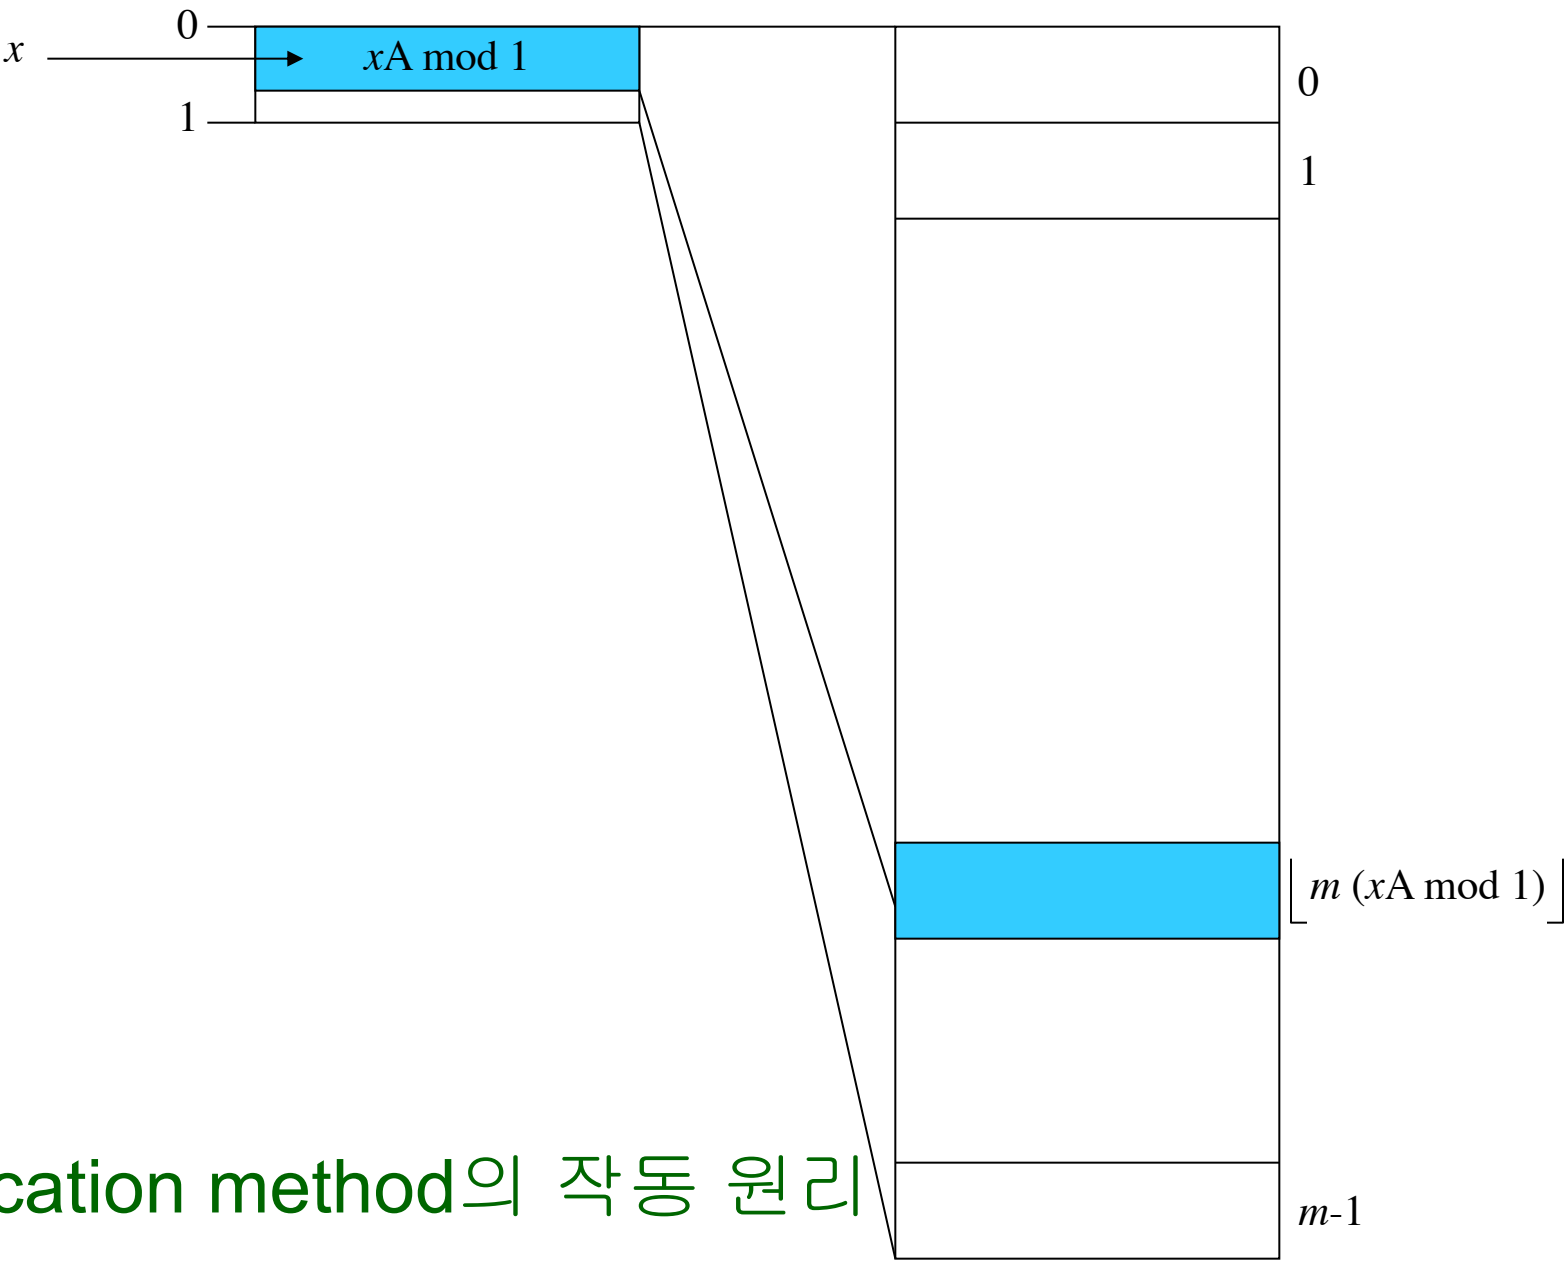 0
x
xA mod 1
1
0
1
⌊m (xA mod 1)⌋
cation method의 작동 원리
m-1